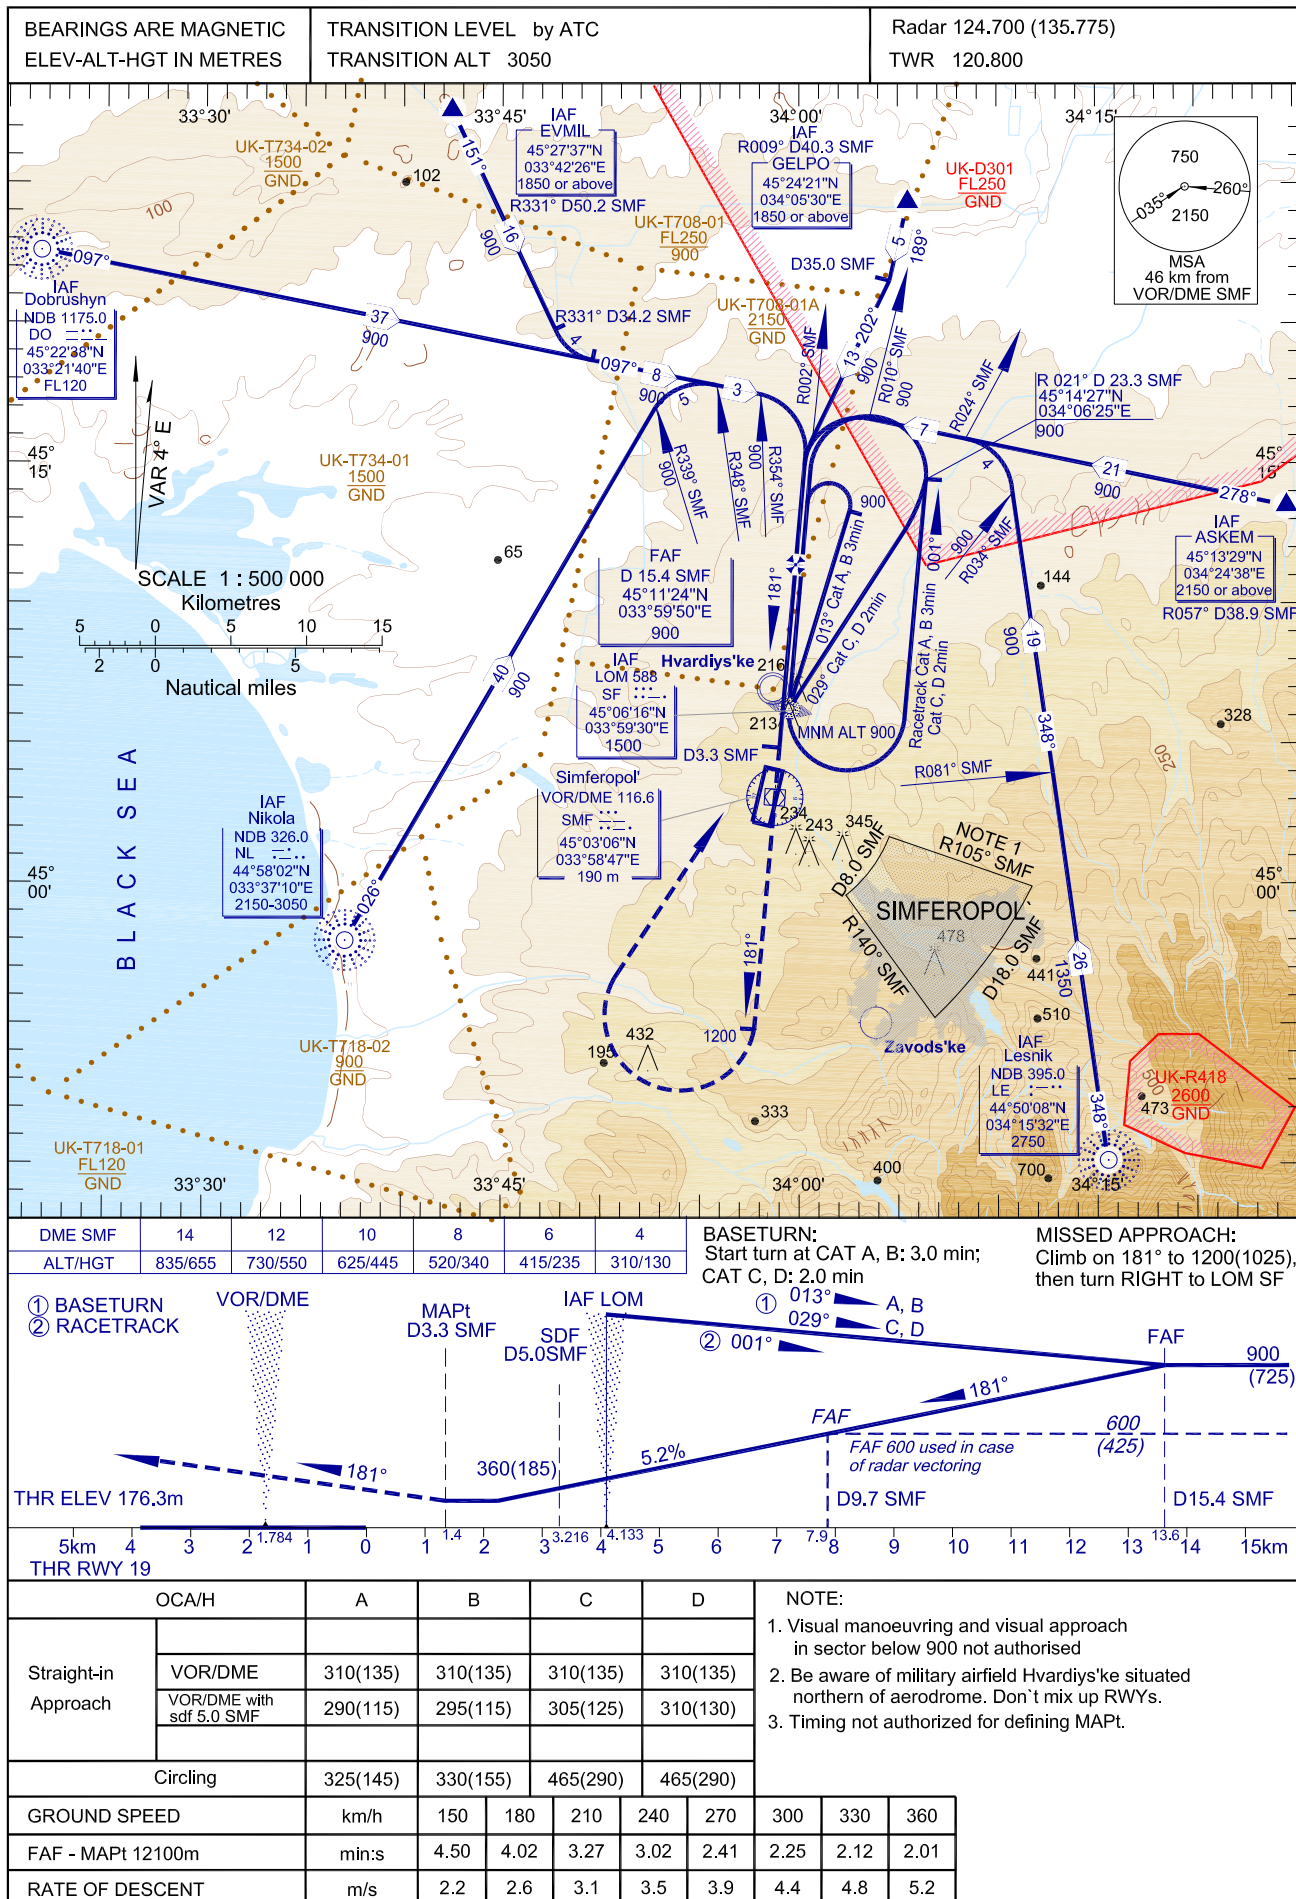 BEARINGS ARE MAGNETIC
ELEV-ALT-HGT IN METRES
TRANSITION LEVEL by ATC
TRANSITION ALT 3050
Radar 124.700 (135.775)
TWR 120.800
33°30'
33°45'
34°00'
34°15'
UK-T734-02
1500
GND
102
100
151°
16
900
IAF
EVMIL
45°27'37"N
033°42'26"E
1850 or above
R331° D50.2 SMF
IAF
R009° D40.3 SMF
GELPO
45°24'21"N
034°05'30"E
1850 or above
UK-D301
FL250
GND
750
035°
260°
2150
MSA
46 km from
VOR/DME SMF
UK-T708-01
FL250
900
5
189°
D35.0 SMF
097°
IAF
Dobrushyn
NDB 1175.0
DO
45°22'38"N
033°21'40"E
FL120
37
900
R331° D34.2 SMF
4
UK-T708-01A
2150
GND
13
202°
900
R002° SMF
R010° SMF
900
R024° SMF
R 021° D 23.3 SMF
45°14'27"N
034°06'25"E
900
097°
8
900
5
3
7
4
45°
15'
45°
15'
VAR 4° E
UK-T734-01
1500
GND
R339° SMF
900
R348° SMF
R354° SMF
900
900
21
900
278°
IAF
ASKEM
45°13'29"N
034°24'38"E
2150 or above
R057° D38.9 SMF
65
SCALE 1 : 500 000
Kilometres
5 0 5 10 15
2 0 5
Nautical miles
FAF
D 15.4 SMF
45°11'24"N
033°59'50"E
900
181°
013° Cat A, B 3min
029° Cat C, D 2min
Racetrack Cat A, B 3min
Cat C, D 2min
001°
900
R034° SMF
144
19
900
Hvardiys'ke
216
213
IAF
LOM 588
SF
45°06'16"N
033°59'30"E
1500
MNM ALT 900
D3.3 SMF
R081° SMF
348°
328
250
40
900
BLACK SEA
Simferopol'
VOR/DME 116.6
SMF
45°03'06"N
033°58'47"E
190 m
234
243
345
IAF
Nikola
NDB 326.0
NL
44°58'02"N
033°37'10"E
2150-3050
026°
45°
00'
45°
00'
D8.0 SMF
NOTE 1
R105° SMF
SIMFEROPOL`
478
R140° SMF
D18.0 SMF
441
510
26
1350
181°
1200
432
195
Zavods'ke
UK-T718-02
900
GND
IAF
Lesnik
NDB 395.0
LE
44°50'08"N
034°15'32"E
2750
348°
UK-R418
2600
GND
500
473
333
400
700
UK-T718-01
FL120
GND
33°30'
33°45'
34°00'
34°15'
DME SMF 14 12 10 8 6 4
ALT/HGT 835/655 730/550 625/445 520/340 415/235 310/130
BASETURN:
Start turn at CAT A, B: 3.0 min;
CAT C, D: 2.0 min
MISSED APPROACH:
Climb on 181° to 1200(1025),
then turn RIGHT to LOM SF
① BASETURN
② RACETRACK
VOR/DME
MAPt
D3.3 SMF
IAF LOM
SDF
D5.0SMF
① 013° A, B
029° C, D
② 001°
FAF
900
(725)
181°
FAF
600
(425)
FAF 600 used in case
of radar vectoring
5.2%
360(185)
181°
THR ELEV 176.3m
D9.7 SMF
D15.4 SMF
5km 4 3 2 1.784 1 0 1 1.4 2 3 3.216 4 4.133 5 6 7 7.9 8 9 10 11 12 13 13.6 14 15km
THR RWY 19
OCA/H A B C D
Straight-in
Approach
VOR/DME 310(135) 310(135) 310(135) 310(135)
VOR/DME with
sdf 5.0 SMF
290(115) 295(115) 305(125) 310(130)
Circling 325(145) 330(155) 465(290) 465(290)
NOTE:
1. Visual manoeuvring and visual approach
in sector below 900 not authorised
2. Be aware of military airfield Hvardiys'ke situated
northern of aerodrome. Don`t mix up RWYs.
3. Timing not authorized for defining MAPt.
GROUND SPEED km/h 150 180 210 240 270 300 330 360
FAF - MAPt 12100m min:s 4.50 4.02 3.27 3.02 2.41 2.25 2.12 2.01
RATE OF DESCENT m/s 2.2 2.6 3.1 3.5 3.9 4.4 4.8 5.2